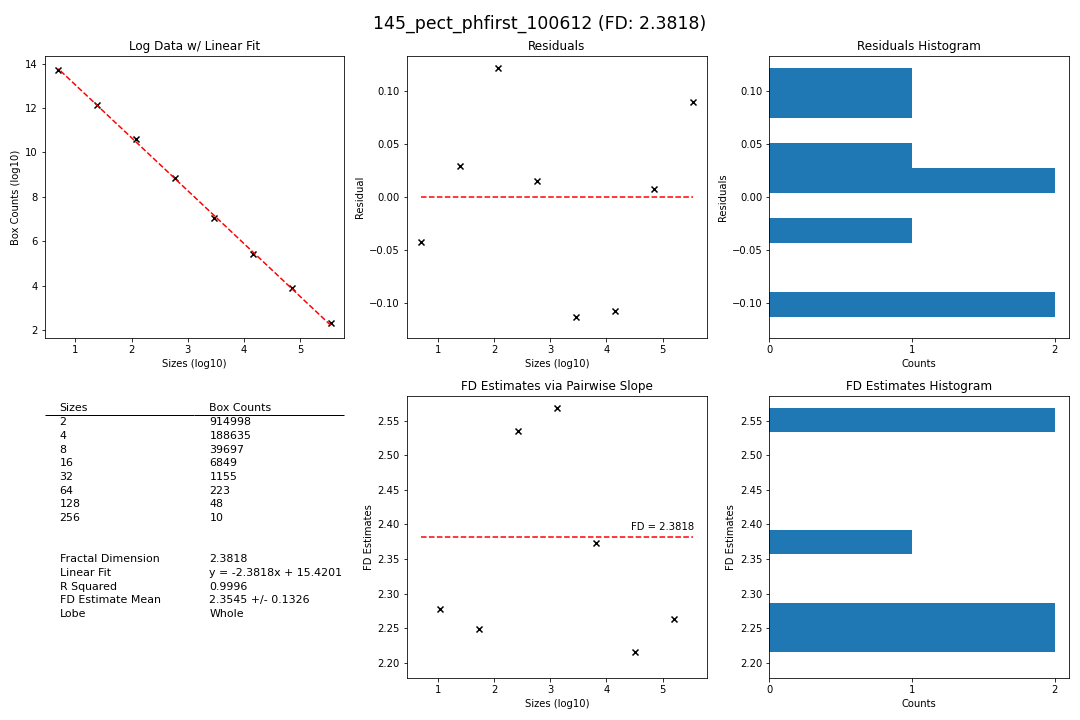 145_pect_phfirst_100612 (FD: 2.3818)
Log Data w/ Linear Fit
14
12
10
8
6
4
2
Box Counts (log10)
1 2 3 4 5
Sizes (log10)
Residuals
0.10
0.05
0.00
−0.05
−0.10
Residual
1 2 3 4 5
Sizes (log10)
Residuals Histogram
0.10
0.05
0.00
−0.05
−0.10
Residuals
0 1 2
Counts
Sizes Box Counts
2 914998
4 188635
8 39697
16 6849
32 1155
64 223
128 48
256 10
Fractal Dimension 2.3818
Linear Fit y = -2.3818x + 15.4201
R Squared 0.9996
FD Estimate Mean 2.3545 +/- 0.1326
Lobe Whole
FD Estimates via Pairwise Slope
2.55
2.50
2.45
2.40
2.35
2.30
2.25
2.20
FD Estimates
FD = 2.3818
1 2 3 4 5
Sizes (log10)
FD Estimates Histogram
2.55
2.50
2.45
2.40
2.35
2.30
2.25
2.20
FD Estimates
0 1 2
Counts